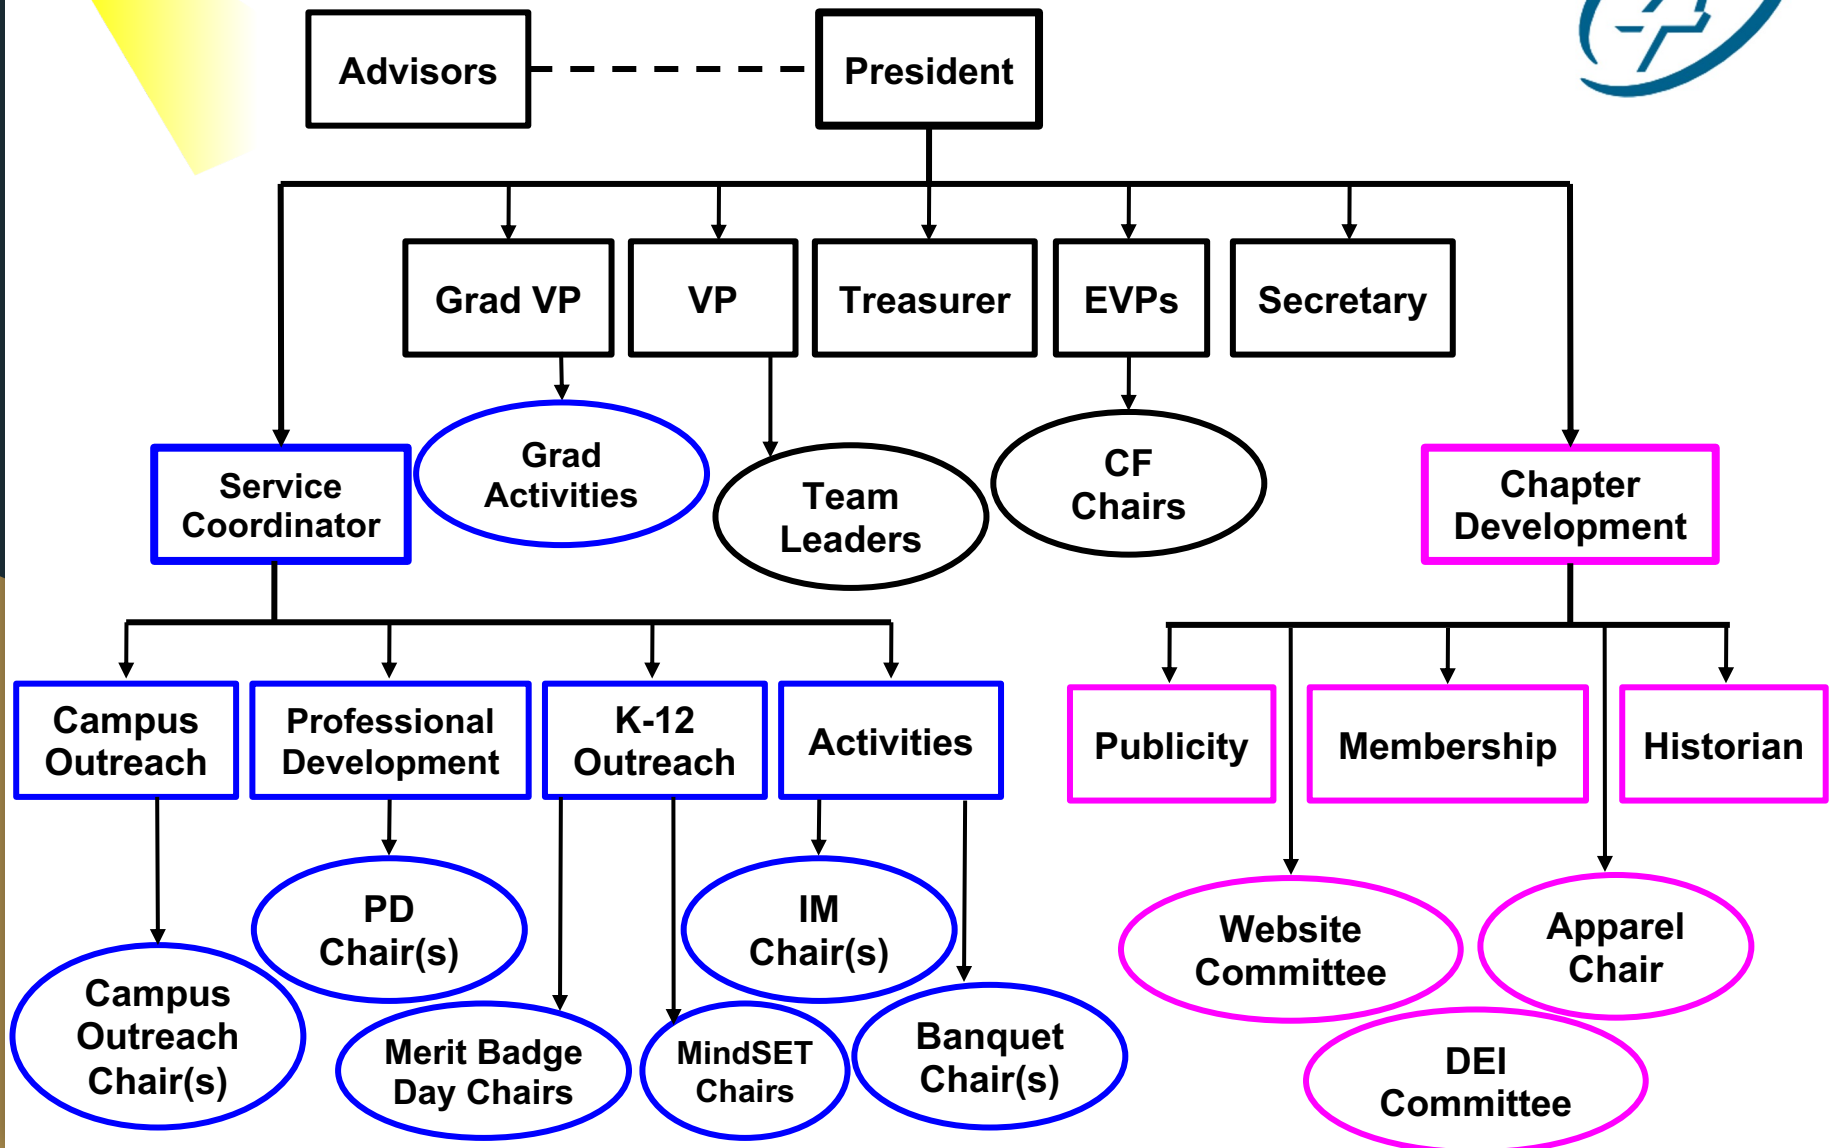 Advisors
President
Grad VP
VP
Treasurer
EVPs
Secretary
Service
Coordinator
Grad
Activities
Team
Leaders
CF
Chairs
Chapter
Development
Campus
Outreach
Professional
Development
K-12
Outreach
Activities
Publicity
Membership
Historian
PD
Chair(s)
IM
Chair(s)
Website
Committee
Apparel
Chair
Campus
Outreach
Chair(s)
Merit Badge
Day Chairs
MindSET
Chairs
Banquet
Chair(s)
DEI
Committee